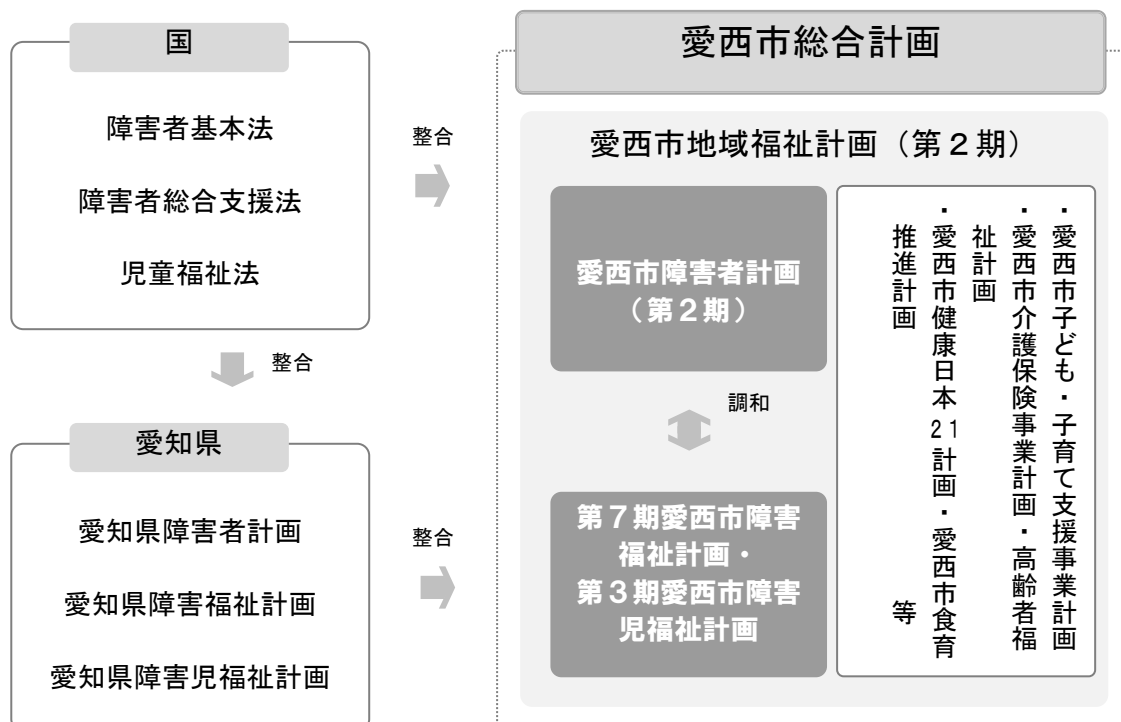 国
障害者基本法
障害者総合支援法
児童福祉法
整合
整合
愛知県
愛知県障害者計画
愛知県障害福祉計画
愛知県障害児福祉計画
整合
愛西市総合計画
愛西市地域福祉計画（第２期）
愛西市障害者計画
（第２期）
調和
第７期愛西市障害
福祉計画・
第３期愛西市障害
児福祉計画
・愛西市子ども・子育て支援事業計画
・愛西市介護保険事業計画・高齢者福
祉計画
・愛西市健康日本21計画・愛西市食育
推進計画　等